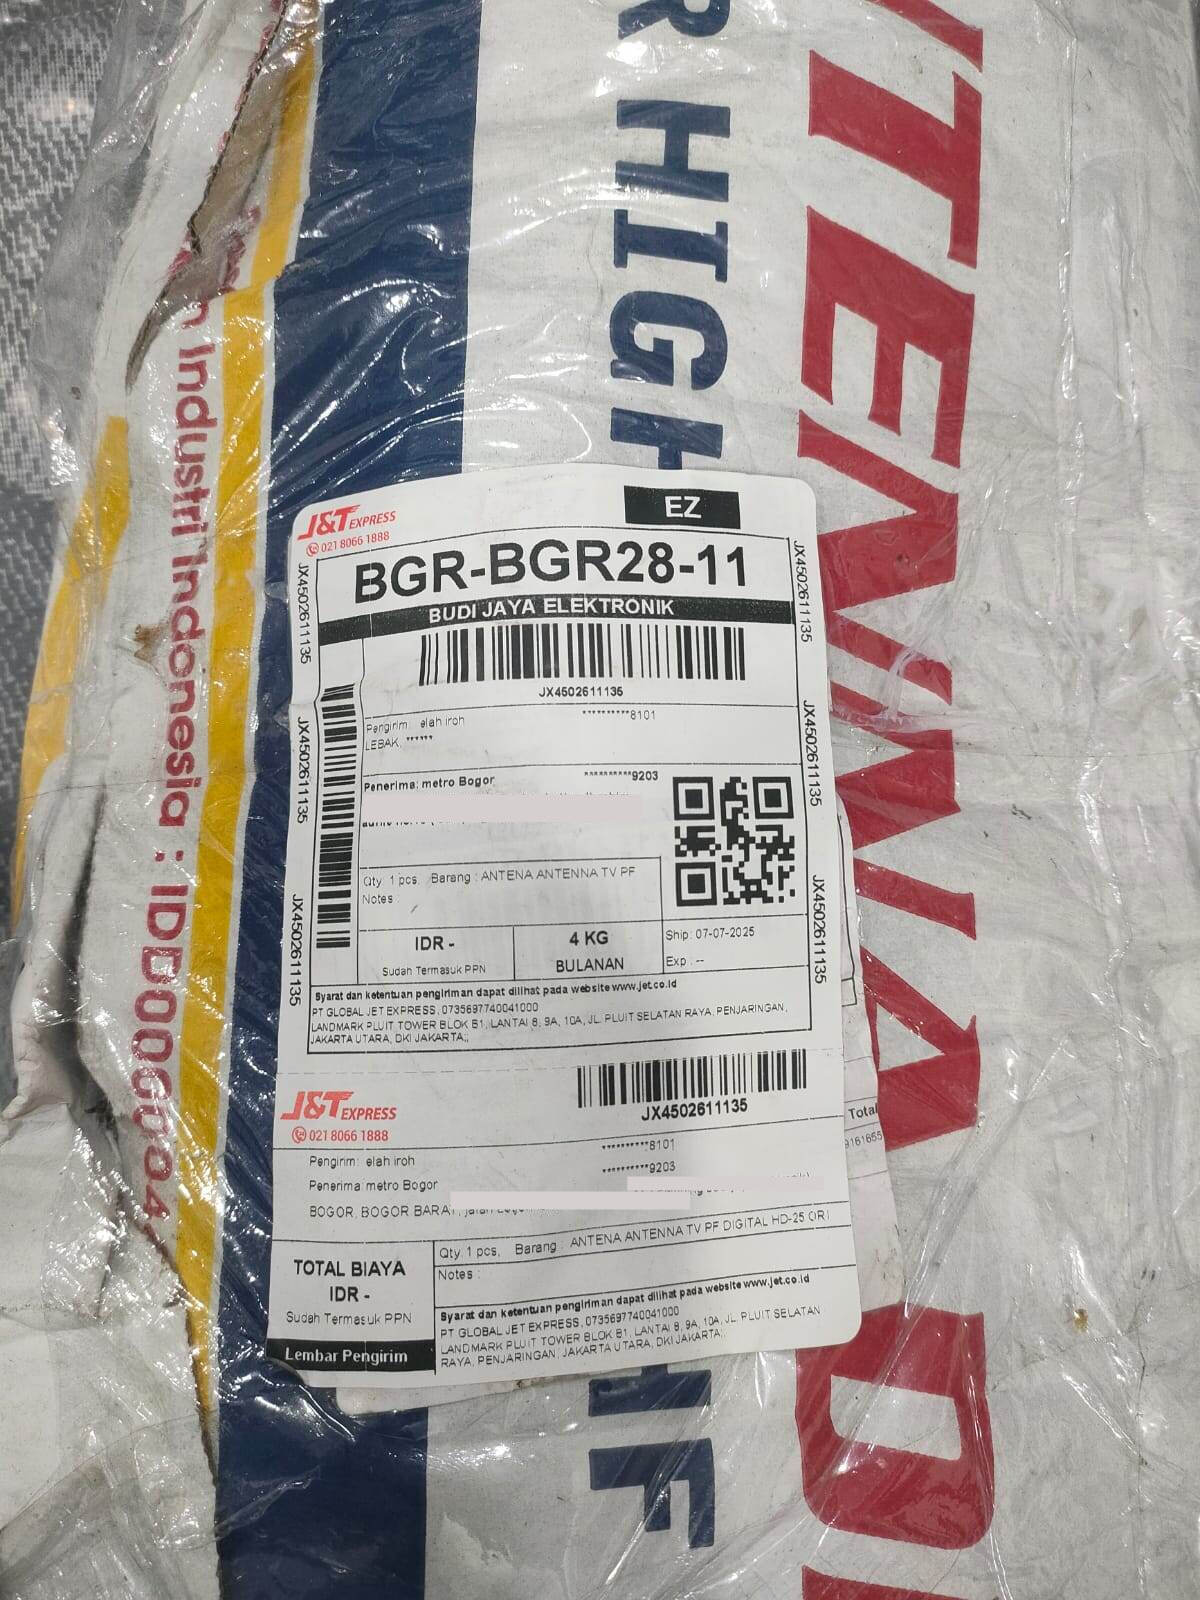 R HIGH
TENNA DI
HF
Industri Indonesia : ID00G004
EZ
J&T EXPRESS
021 8066 1888
BGR-BGR28-11
BUDI JAYA ELEKTRONIK
JX4502611135
JX4502611135
JX4502611135
JX4502611135
JX4502611135
JX4502611135
JX4502611135
Pengirim: elah iroh **********8101
LEBAK, ******
Penerima: metro Bogor **********9203
Qty: 1 pcs, Barang : ANTENA ANTENNA TV PF
Notes :
IDR -
Sudah Termasuk PPN
4 KG
BULANAN
Ship: 07-07-2025
Exp : --
Syarat dan ketentuan pengiriman dapat dilihat pada website www.jet.co.id
PT GLOBAL JET EXPRESS, 0735697740041000
LANDMARK PLUIT TOWER BLOK B1, LANTAI 8, 9A, 10A, JL. PLUIT SELATAN RAYA, PENJARINGAN,
JAKARTA UTARA, DKI JAKARTA,;
J&T EXPRESS
021 8066 1888
JX4502611135
Pengirim: elah iroh **********8101
Penerima: metro Bogor **********9203
BOGOR, BOGOR BARAT, jalan
Qty: 1 pcs, Barang : ANTENA ANTENNA TV PF DIGITAL HD-25 ORI
Notes :
TOTAL BIAYA
IDR -
Sudah Termasuk PPN
Lembar Pengirim
Syarat dan ketentuan pengiriman dapat dilihat pada website www.jet.co.id
PT GLOBAL JET EXPRESS, 0735697740041000
LANDMARK PLUIT TOWER BLOK B1, LANTAI 8, 9A, 10A, JL. PLUIT SELATAN
RAYA, PENJARINGAN, JAKARTA UTARA, DKI JAKARTA,;
Total
9161655